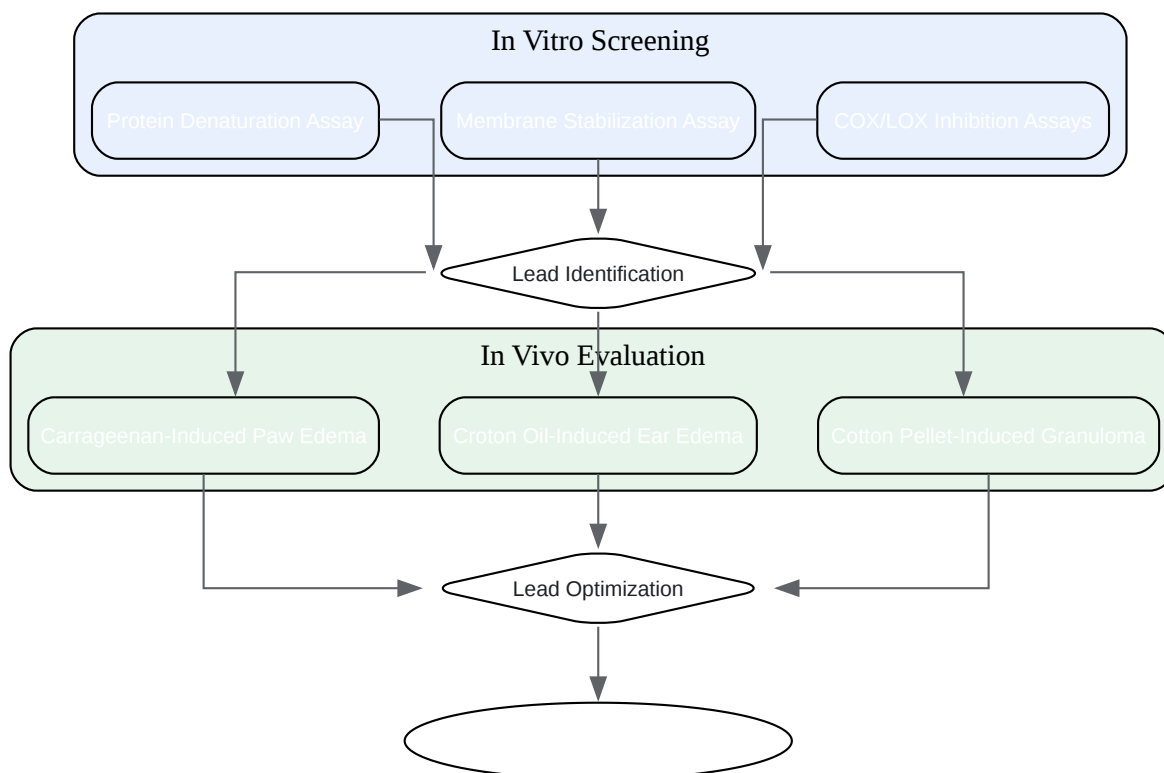 In Vitro Screening
Protein Denaturation Assay
Membrane Stabilization Assay
COX/LOX Inhibition Assays
Lead Identification
In Vivo Evaluation
Carrageenan-Induced Paw Edema
Croton Oil-Induced Ear Edema
Cotton Pellet-Induced Granuloma
Lead Optimization